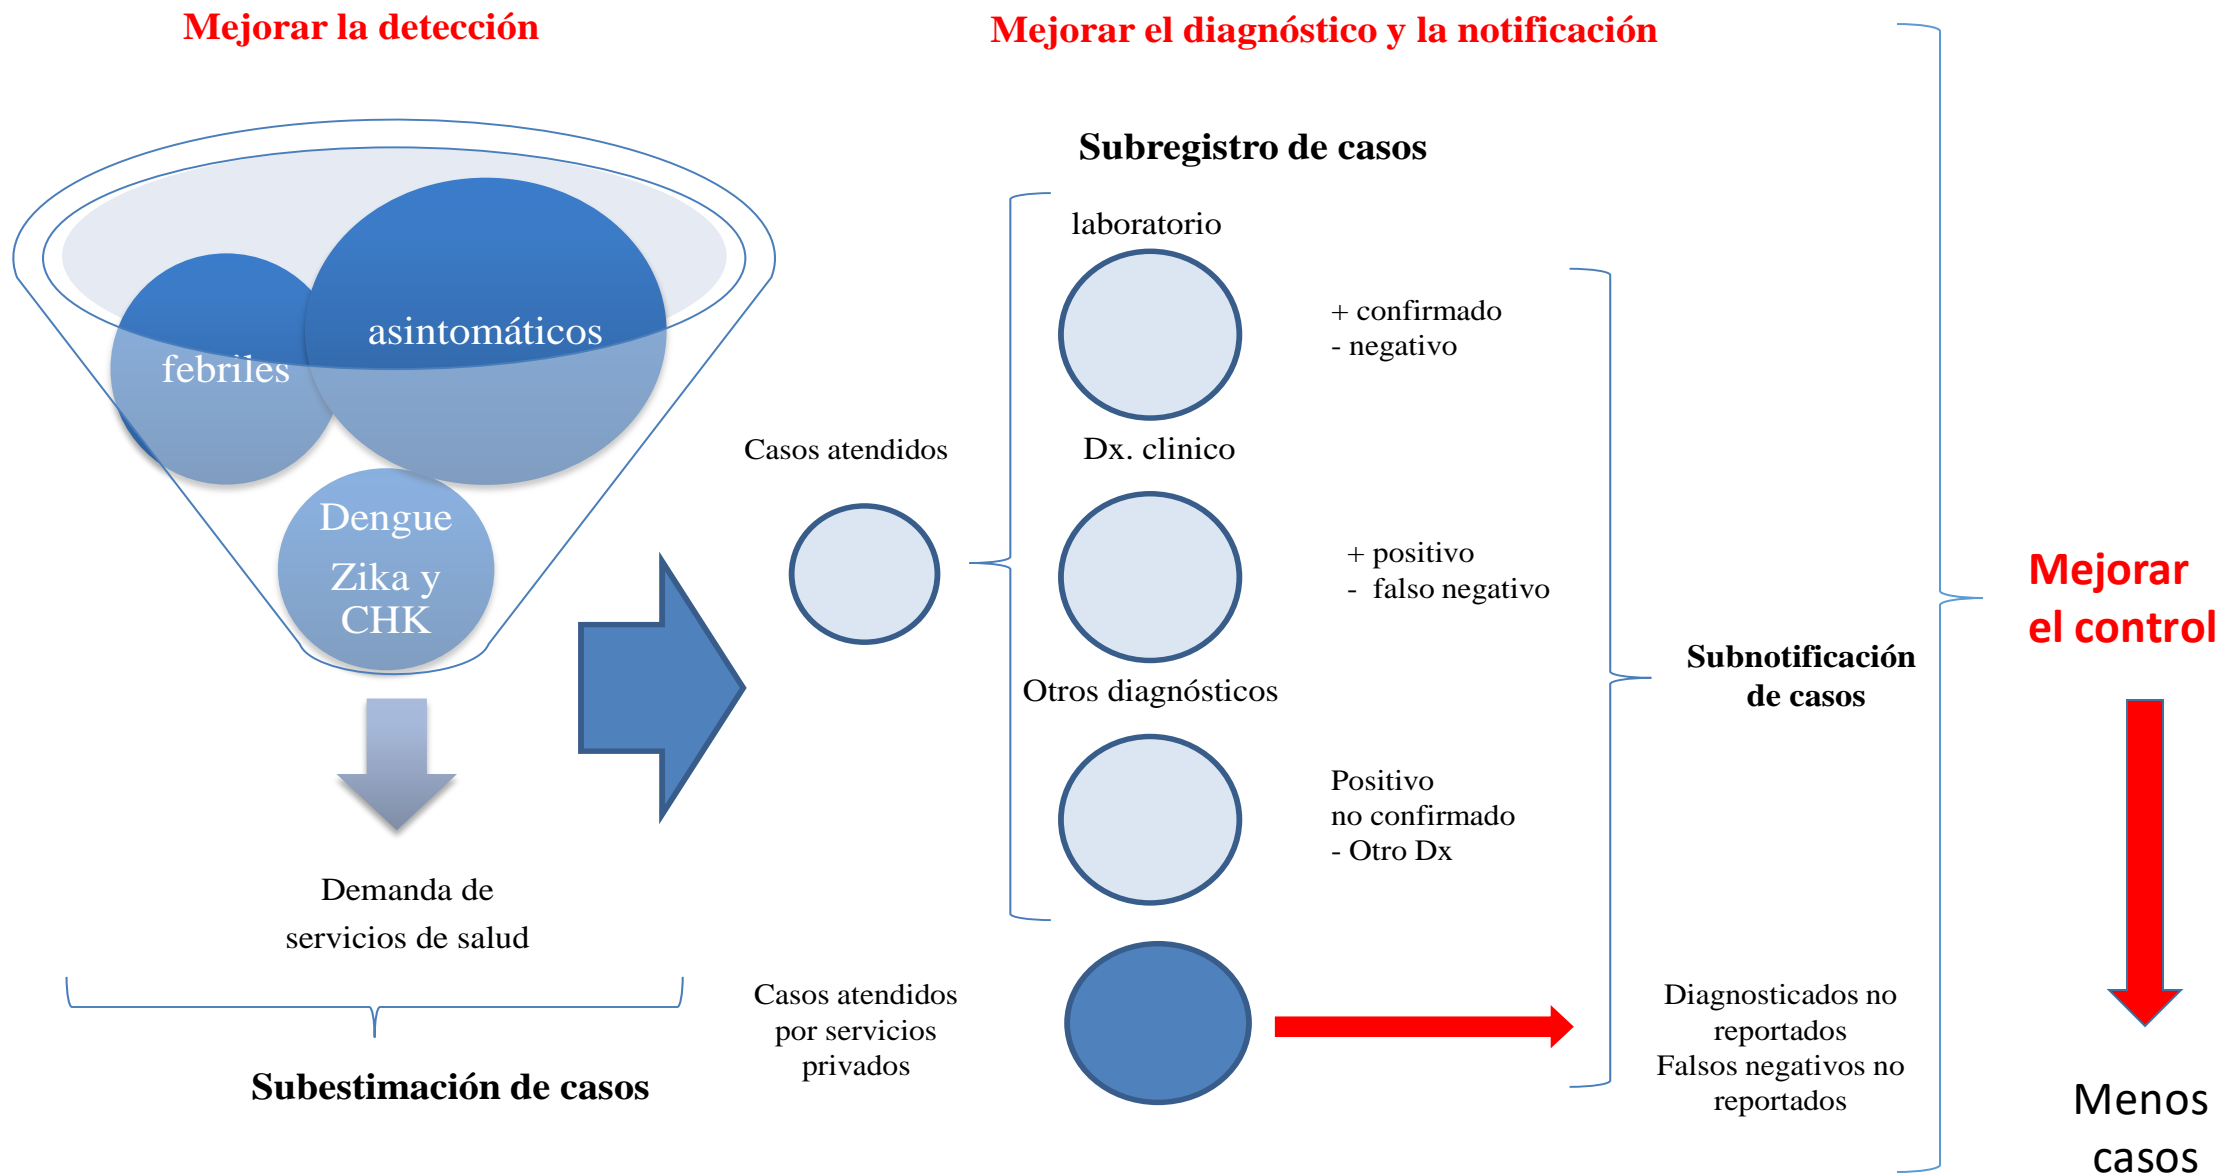 Mejorar la detección
febriles
asintomáticos
Dengue
Zika y
CHK
Demanda de
servicios de salud
Subestimación de casos
Mejorar el diagnóstico y la notificación
Subregistro de casos
Casos atendidos
laboratorio
+ confirmado
- negativo
Dx. clinico
+ positivo
- falso negativo
Otros diagnósticos
Positivo
no confirmado
- Otro Dx
Casos atendidos
por servicios
privados
Subnotificación
de casos
Diagnosticados no
reportados
Falsos negativos no
reportados
Mejorar
el control
Menos
casos